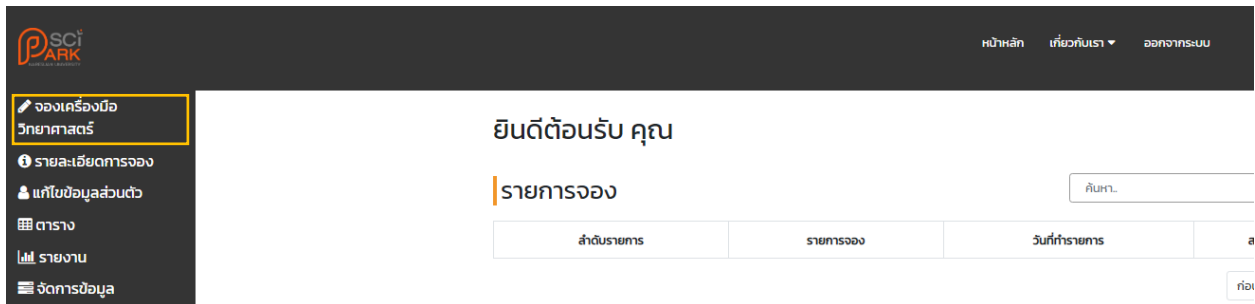 SCi
PARK
หน้าหลัก เกี่ยวกับเรา ออกจากระบบ
จองเครื่องมือ
วิทยาศาสตร์
รายละเอียดการจอง
แก้ไขข้อมูลส่วนตัว
ตาราง
รายงาน
จัดการข้อมูล
ยินดีต้อนรับ คุณ
รายการจอง
ค้นหา..
ลำดับรายการ รายการจอง วันที่ทำรายการ